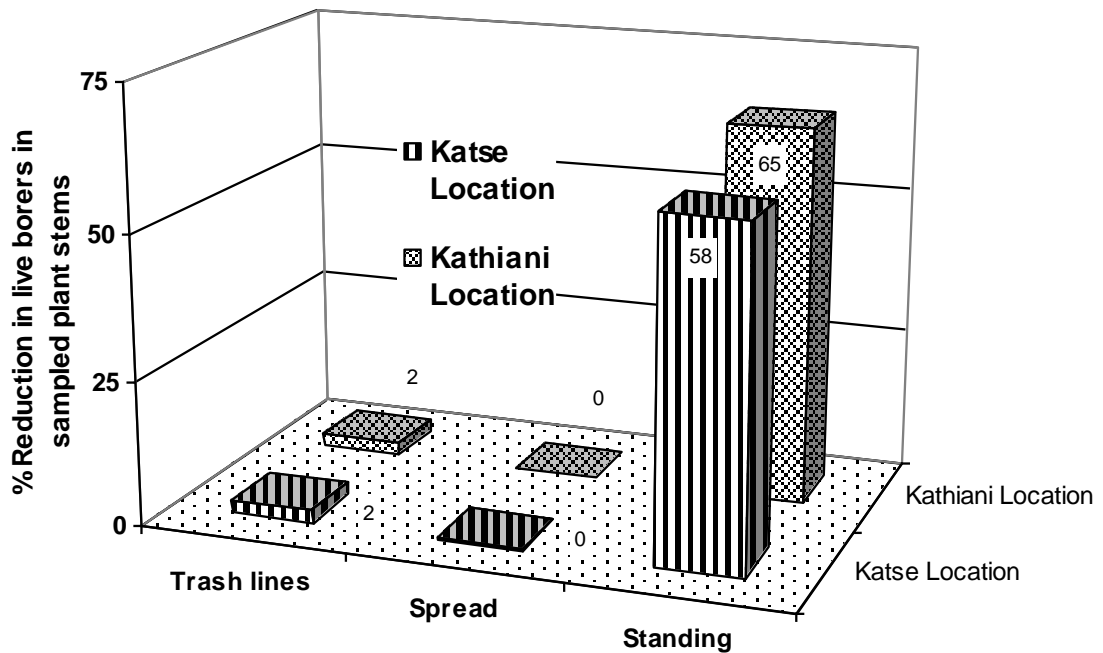 %Reduction in live borers in
sampled plant stems
75
50
25
0
Katse
Location
Kathiani
Location
65
58
2
0
2
0
Trash lines
Spread
Standing
Kathiani Location
Katse Location